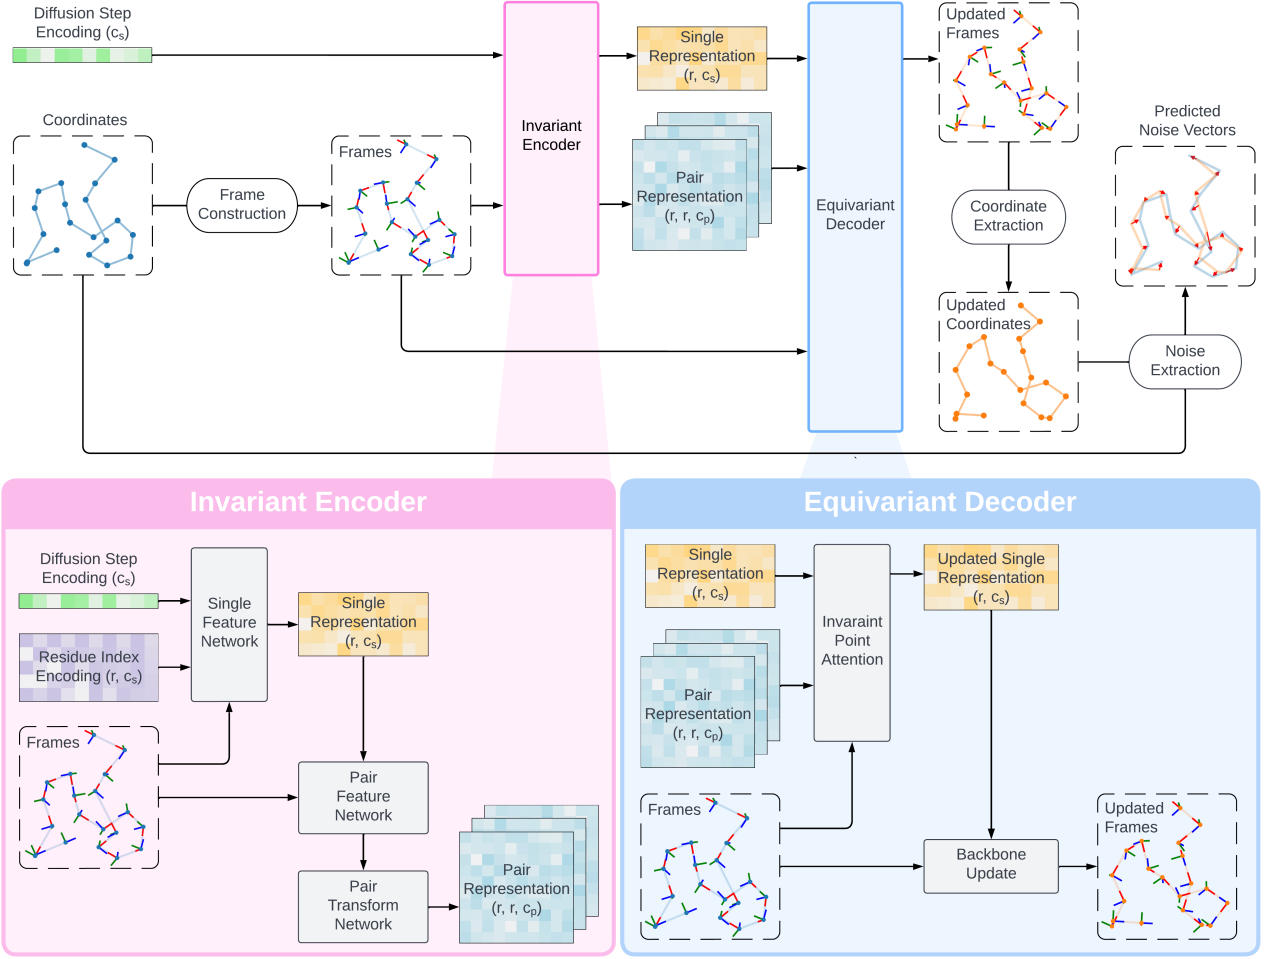 Diffusion Step
Encoding (cs)
Coordinates
Frame
Construction
Frames
Invariant
Encoder
Single
Representation
(r, cs)
Pair
Representation
(r, r, cp)
Equivariant
Decoder
Updated
Frames
Coordinate
Extraction
Updated
Coordinates
Predicted
Noise Vectors
Noise
Extraction
Invariant Encoder
Diffusion Step
Encoding (cs)
Residue Index
Encoding (r, cs)
Frames
Single
Feature
Network
Single
Representation
(r, cs)
Pair
Feature
Network
Pair
Transform
Network
Pair
Representation
(r, r, cp)
Equivariant Decoder
Single
Representation
(r, cs)
Pair
Representation
(r, r, cp)
Frames
Invaraint
Point
Attention
Updated Single
Representation
(r, cs)
Backbone
Update
Updated
Frames